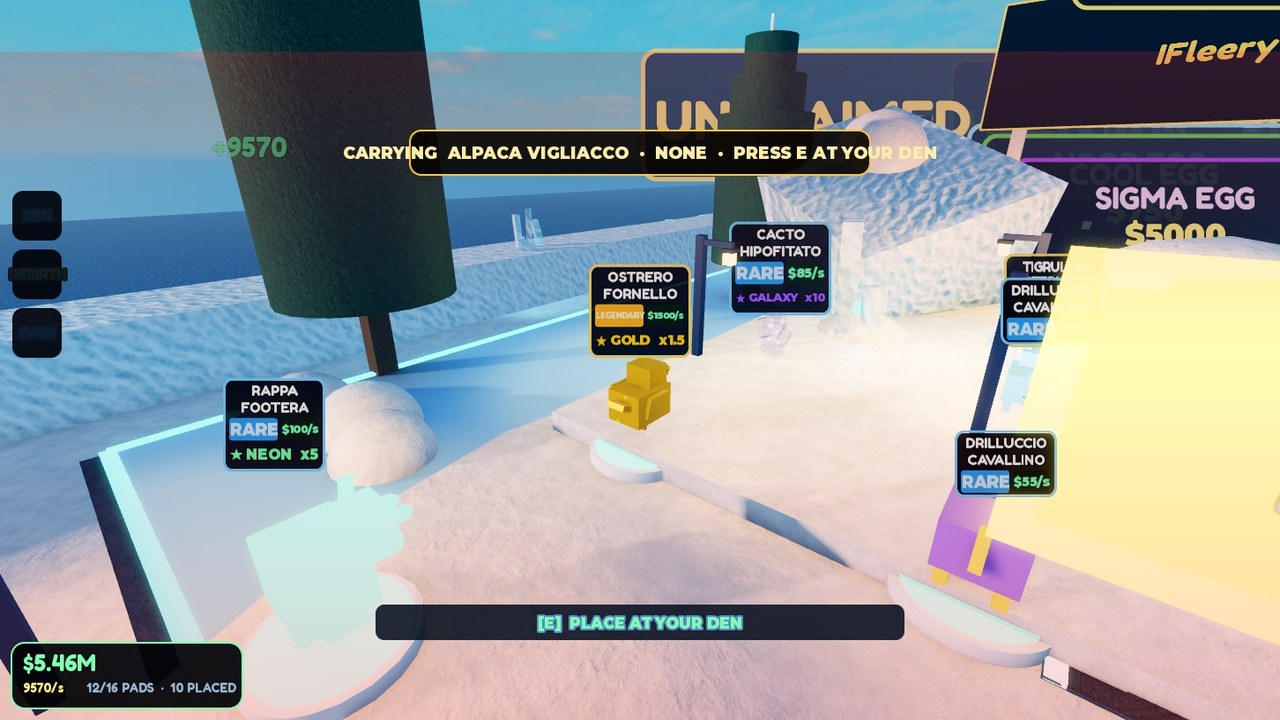 IFleery
UNCLAIMED
+9570
CARRYING ALPACA VIGLIACCO · NONE · PRESS E AT YOUR DEN
COOL EGG
SIGMA EGG
$5000
DEN
REBIRTH
CACTO
HIPOFITATO
RARE $85/s
★ GALAXY x10
OSTRERO
FORNELLO
LEGENDARY $1500/s
★ GOLD x1.5
RAPPA
FOOTERA
RARE $100/s
★ NEON x5
DRILLUCCIO
CAVALLINO
RARE $55/s
[E] PLACE AT YOUR DEN
$5.46M
9570/s 12/16 PADS · 10 PLACED